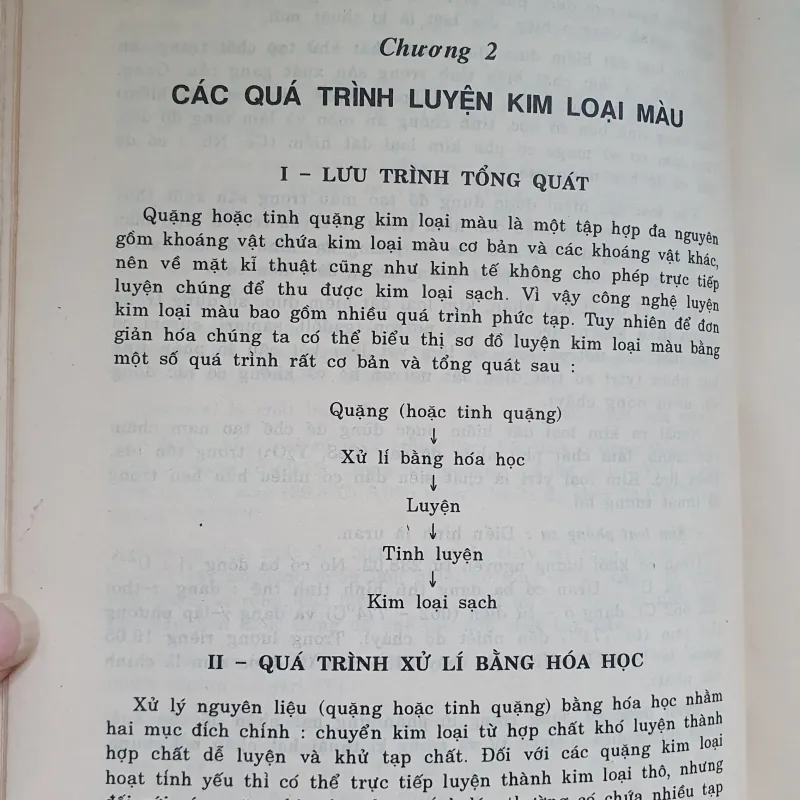 Chương 2
CÁC QUÁ TRÌNH LUYỆN KIM LOẠI MÀU
I – LƯU TRÌNH TỔNG QUÁT
Quặng hoặc tinh quặng kim loại màu là một tập hợp đa nguyên
gồm khoáng vật chứa kim loại màu cơ bản và các khoáng vật khác,
nên về mặt kĩ thuật cũng như kinh tế không cho phép trực tiếp
luyện chúng để thu được kim loại sạch. Vì vậy công nghệ luyện
kim loại màu bao gồm nhiều quá trình phức tạp. Tuy nhiên để đơn
giản hóa chúng ta có thể biểu thị sơ đồ luyện kim loại màu bằng
một số quá trình rất cơ bản và tổng quát sau :
Quặng (hoặc tinh quặng)
↓
Xử lí bằng hóa học
↓
Luyện
↓
Tinh luyện
↓
Kim loại sạch
II – QUÁ TRÌNH XỬ LÍ BẰNG HÓA HỌC
Xử lý nguyên liệu (quặng hoặc tinh quặng) bằng hóa học nhằm
hai mục đích chính : chuyển kim loại từ hợp chất khó luyện thành
hợp chất dễ luyện và khử tạp chất. Đối với các quặng kim loại
hoạt tính yếu thì có thể trực tiếp luyện thành kim loại thô, nhưng
có chứa nhiều tạp